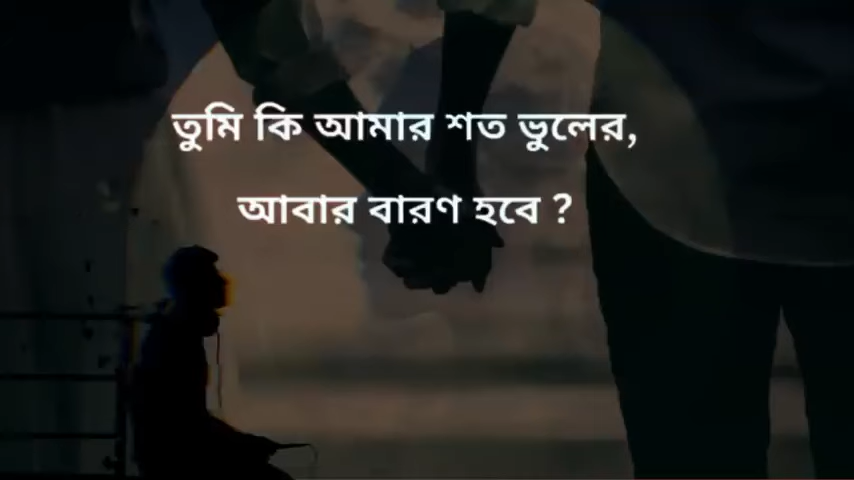 তুমি কি আমার শত ভুলের,
আবার বারণ হবে ?